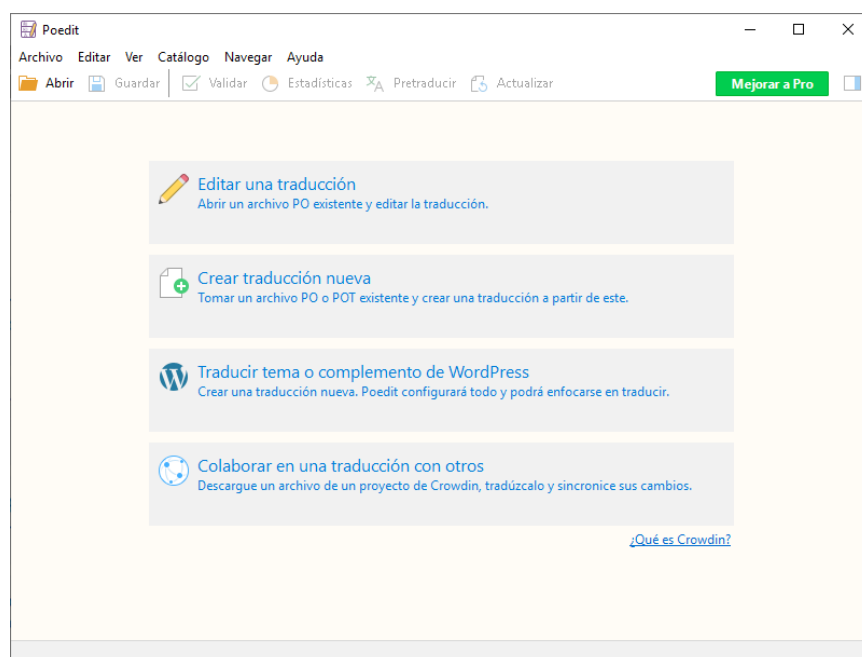 Poedit
Archivo Editar Ver Catálogo Navegar Ayuda
Abrir Guardar Validar Estadísticas Pretraducir Actualizar Mejorar a Pro
Editar una traducción
Abrir un archivo PO existente y editar la traducción.
Crear traducción nueva
Tomar un archivo PO o POT existente y crear una traducción a partir de este.
Traducir tema o complemento de WordPress
Crear una traducción nueva. Poedit configurará todo y podrá enfocarse en traducir.
Colaborar en una traducción con otros
Descargue un archivo de un proyecto de Crowdin, tradúzcalo y sincronice sus cambios.
¿Qué es Crowdin?